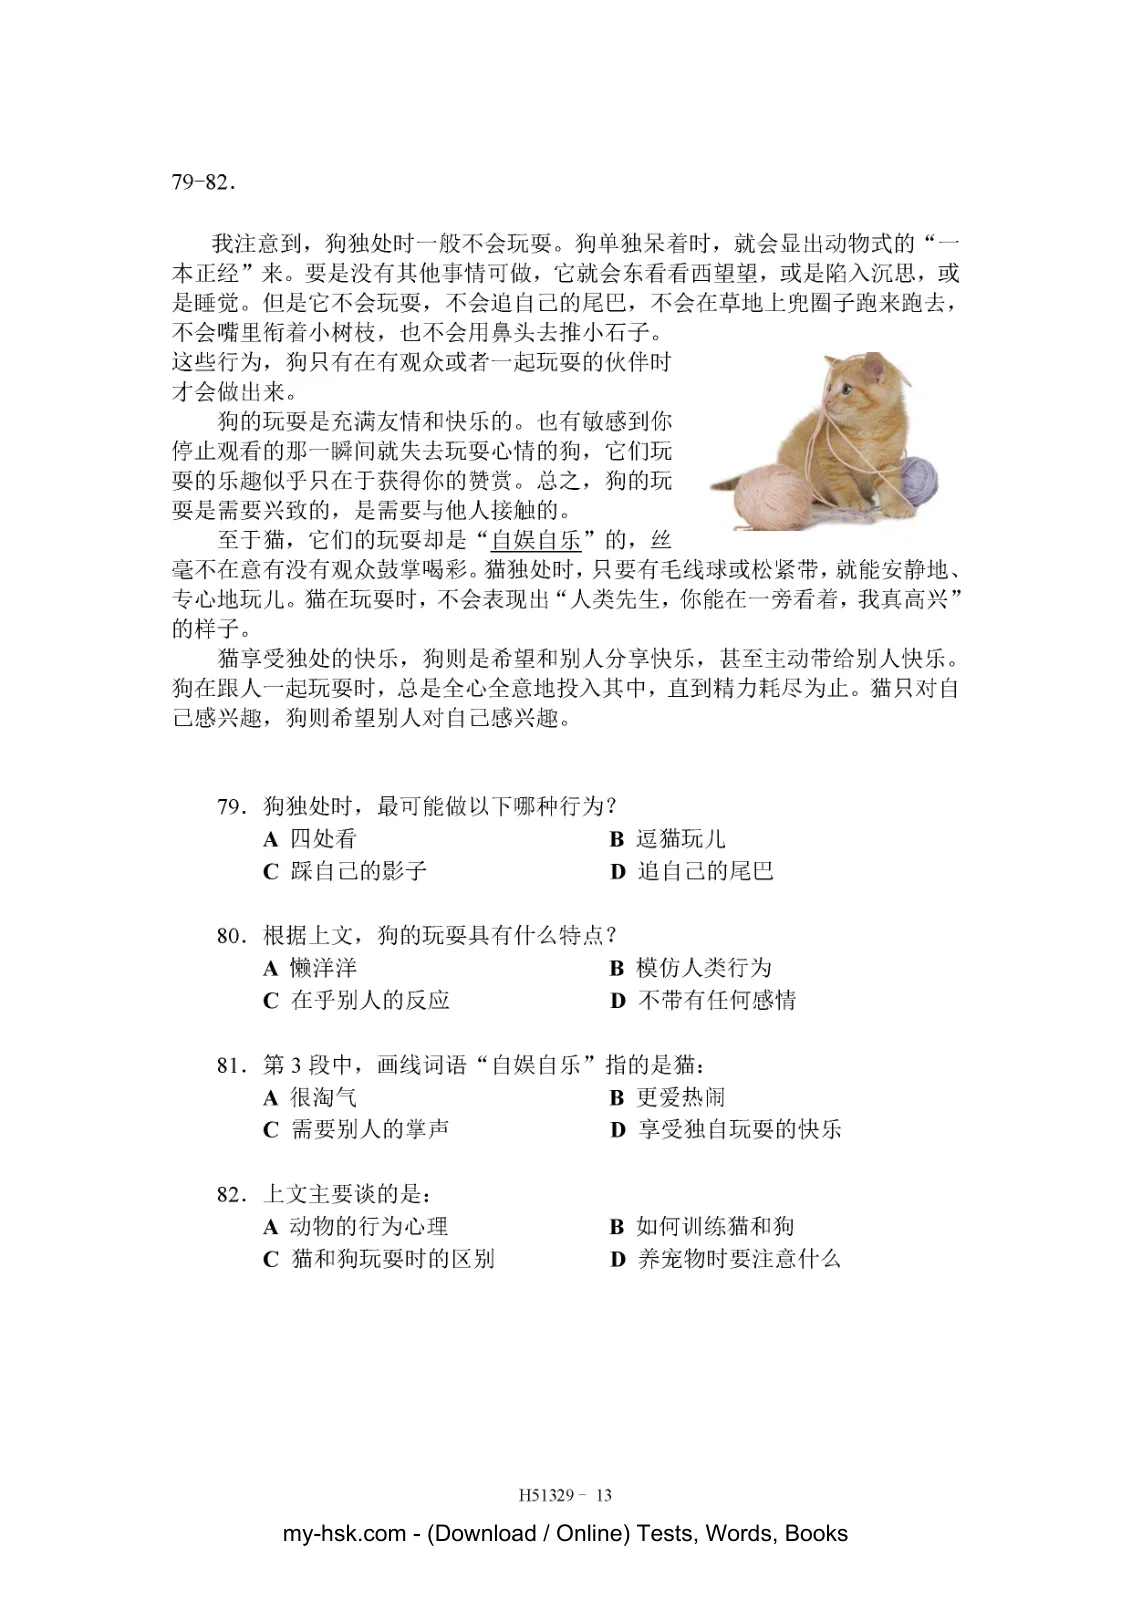 79-82．
我注意到，狗独处时一般不会玩耍。狗单独呆着时，就会显出动物式的“一
本正经”来。要是没有其他事情可做，它就会东看看西望望，或是陷入沉思，或
是睡觉。但是它不会玩耍，不会追自己的尾巴，不会在草地上兜圈子跑来跑去，
不会嘴里衔着小树枝，也不会用鼻头去推小石子。
这些行为，狗只有在有观众或者一起玩耍的伙伴时
才会做出来。
狗的玩耍是充满友情和快乐的。也有敏感到你
停止观看的那一瞬间就失去玩耍心情的狗，它们玩
耍的乐趣似乎只在于获得你的赞赏。总之，狗的玩
耍是需要兴致的，是需要与他人接触的。
至于猫，它们的玩耍却是“自娱自乐”的，丝
毫不在意有没有观众鼓掌喝彩。猫独处时，只要有毛线球或松紧带，就能安静地、
专心地玩儿。猫在玩耍时，不会表现出“人类先生，你能在一旁看着，我真高兴”
的样子。
猫享受独处的快乐，狗则是希望和别人分享快乐，甚至主动带给别人快乐。
狗在跟人一起玩耍时，总是全心全意地投入其中，直到精力耗尽为止。猫只对自
己感兴趣，狗则希望别人对自己感兴趣。
79．狗独处时，最可能做以下哪种行为？
A 四处看 B 逗猫玩儿
C 踩自己的影子 D 追自己的尾巴
80．根据上文，狗的玩耍具有什么特点？
A 懒洋洋 B 模仿人类行为
C 在乎别人的反应 D 不带有任何感情
81．第 3 段中，画线词语“自娱自乐”指的是猫：
A 很淘气 B 更爱热闹
C 需要别人的掌声 D 享受独自玩耍的快乐
82．上文主要谈的是：
A 动物的行为心理 B 如何训练猫和狗
C 猫和狗玩耍时的区别 D 养宠物时要注意什么
H51329－ 13
my-hsk.com - (Download / Online) Tests, Words, Books